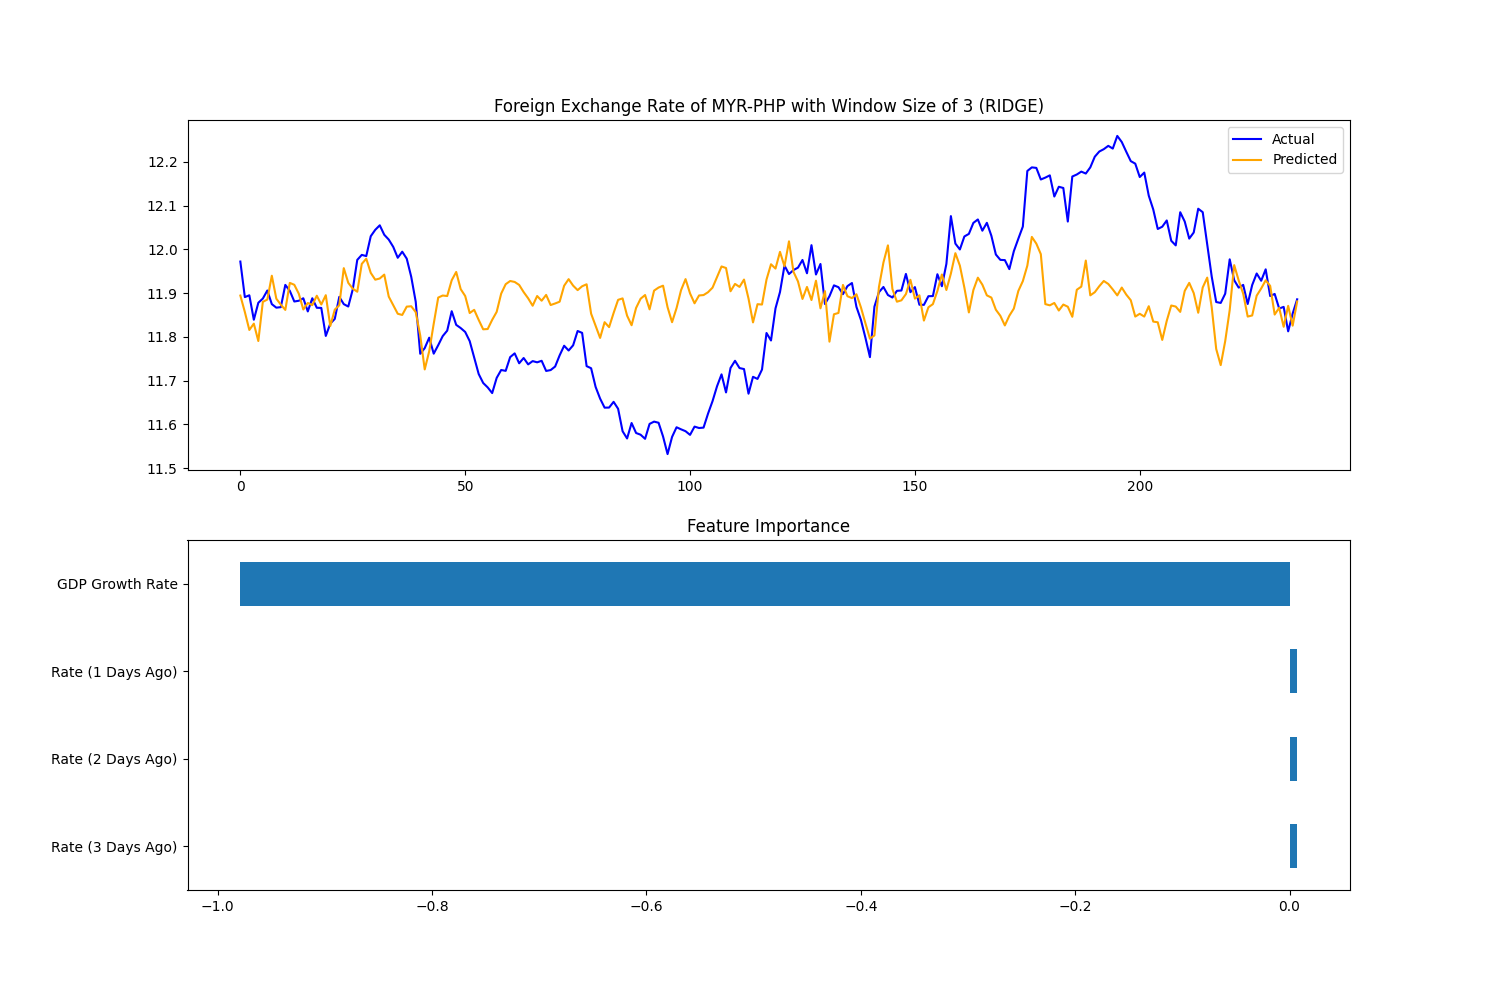 Foreign Exchange Rate of MYR-PHP with Window Size of 3 (RIDGE)
Actual
Predicted
12.2
12.1
12.0
11.9
11.8
11.7
11.6
11.5
0 50 100 150 200
Feature Importance
GDP Growth Rate
Rate (1 Days Ago)
Rate (2 Days Ago)
Rate (3 Days Ago)
−1.0 −0.8 −0.6 −0.4 −0.2 0.0